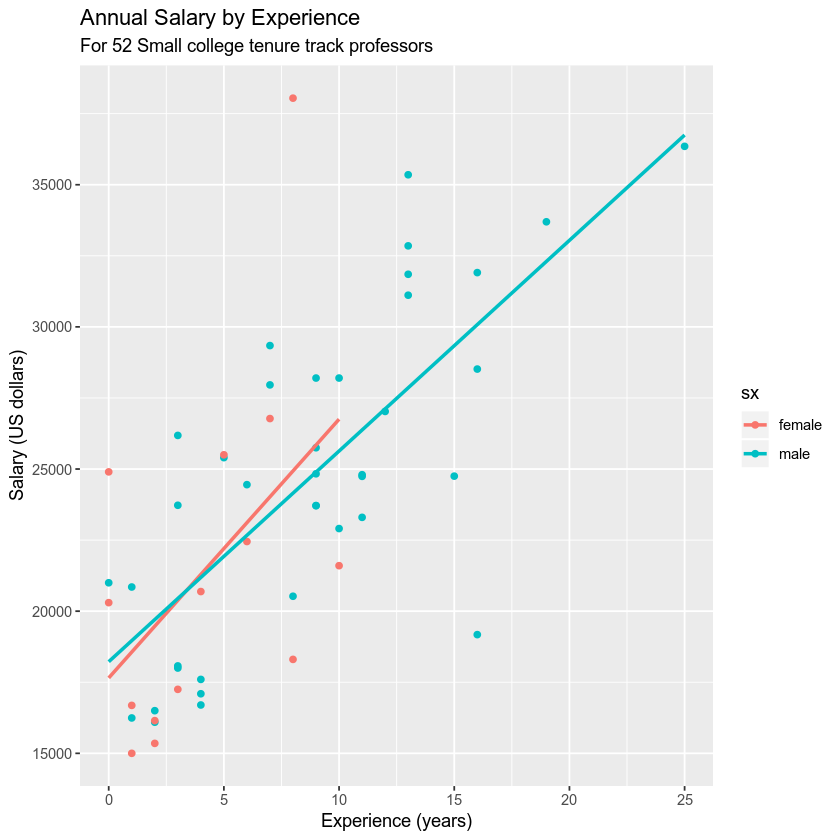 Annual Salary by Experience
For 52 Small college tenure track professors
Salary (US dollars)
35000
30000
25000
20000
15000
0 5 10 15 20 25
Experience (years)
sx
female
male